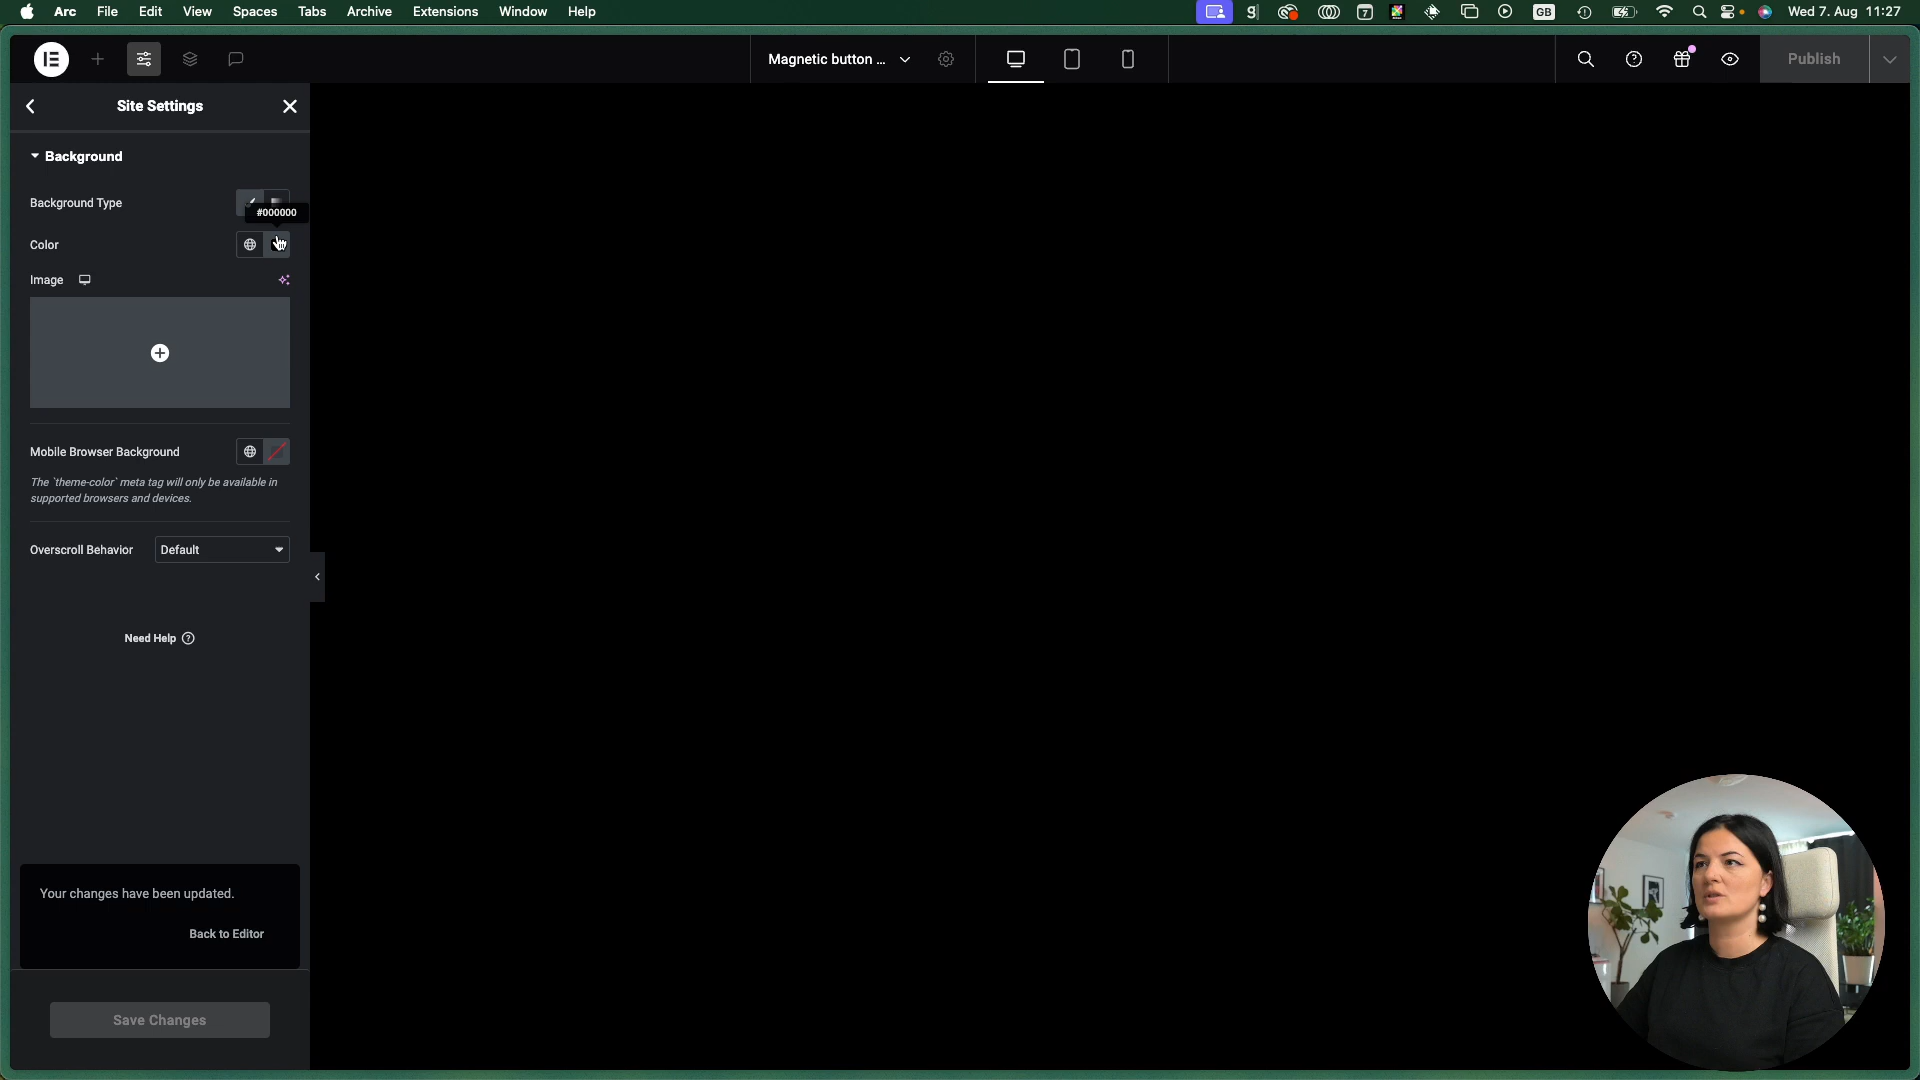 Arc File Edit View Spaces Tabs Archive Extensions Window Help
7 GB Wed 7. Aug 11:27
Magnetic button ...
Publish
Site Settings
Background
Background Type
#000000
Color
Image
Mobile Browser Background
The `theme-color` meta tag will only be available in
supported browsers and devices.
Overscroll Behavior Default
Need Help
Your changes have been updated.
Back to Editor
Save Changes